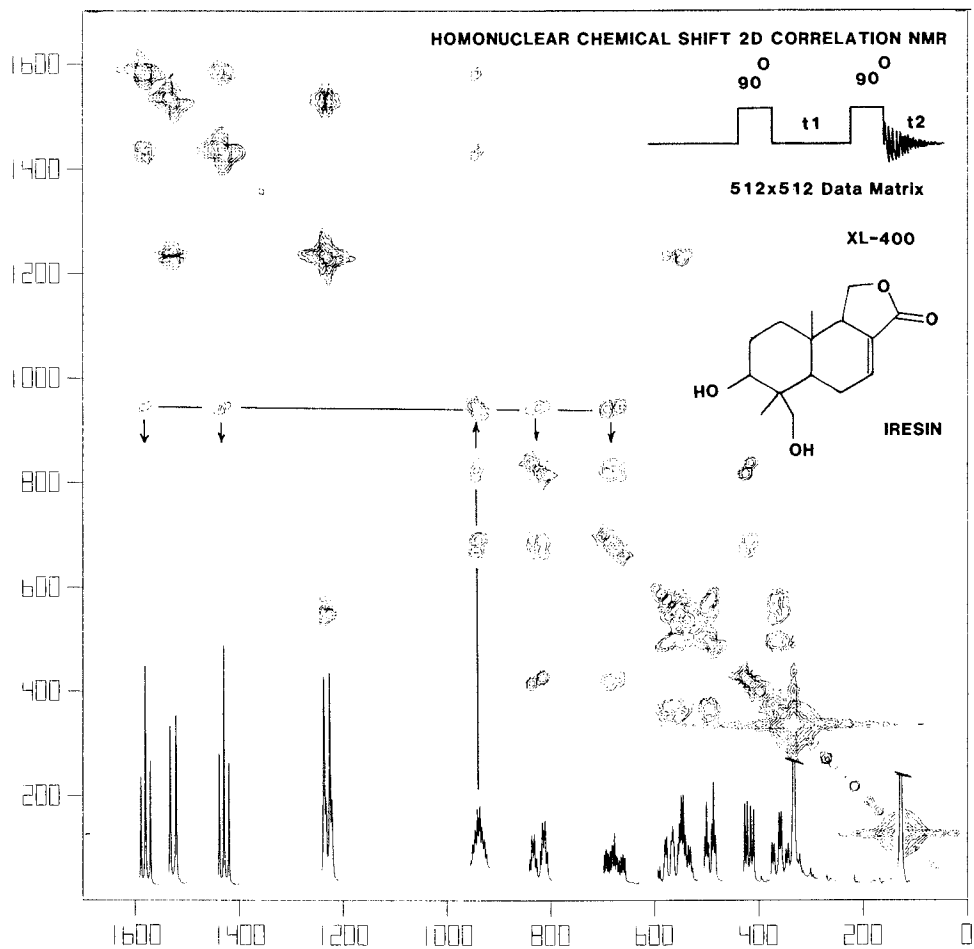 HOMONUCLEAR CHEMICAL SHIFT 2D CORRELATION NMR
90° 90°
t1 t2
512x512 Data Matrix
XL-400
O
O
HO
OH
IRESIN
1600
1400
1200
1000
800
600
400
200
1600 1400 1200 1000 800 600 400 200 0